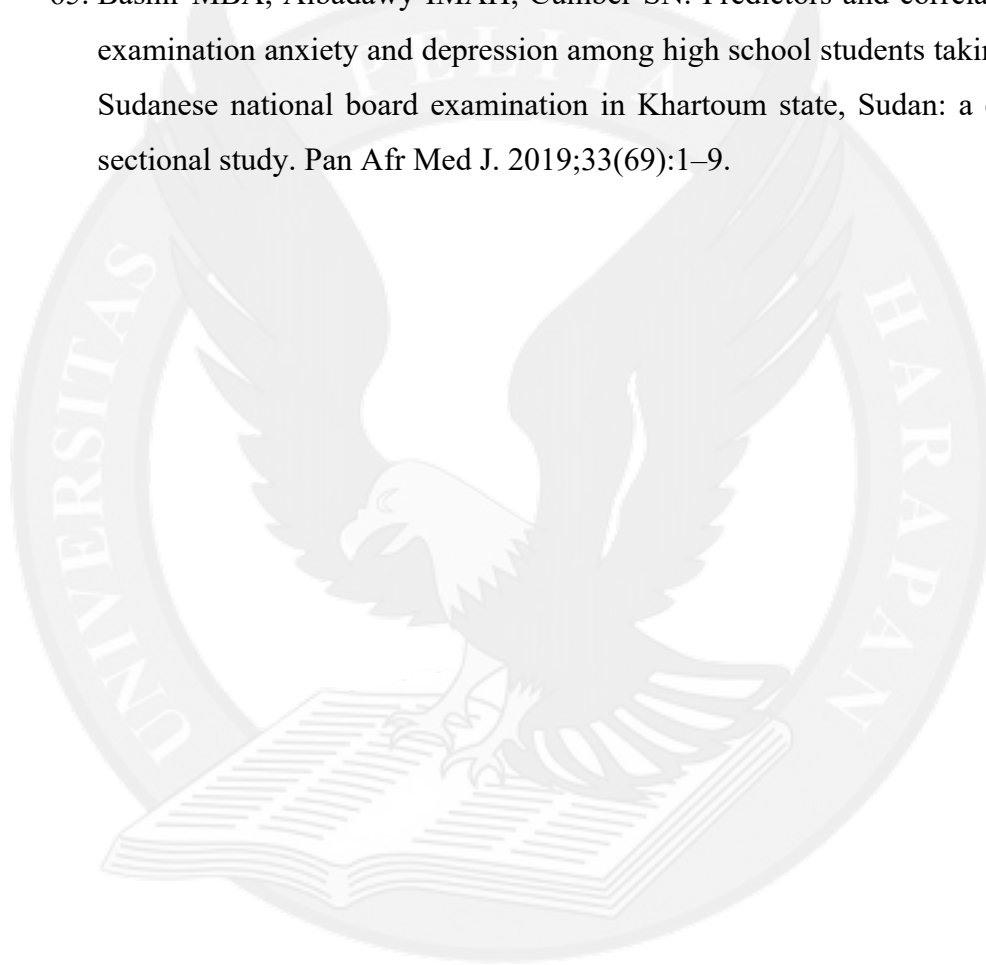 Bashir MBA, Albadawy IMAH, Cumber SN. Predictors and correla
examination anxiety and depression among high school students takin
Sudanese national board examination in Khartoum state, Sudan: a
sectional study. Pan Afr Med J. 2019;33(69):1–9.
UNIVERSITAS PELITA HARAPAN